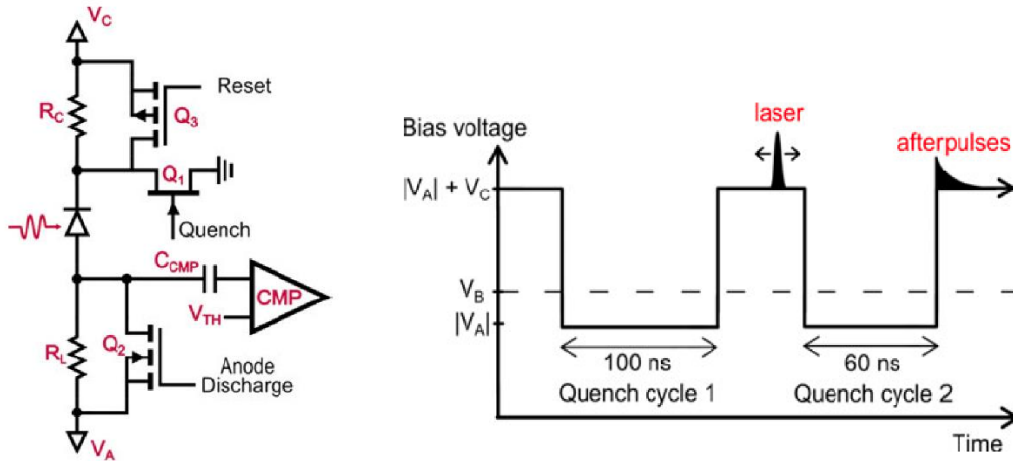 V_C
Reset
R_C
Q_3
Q_1
Quench
C_CMP
CMP
V_TH
R_L
Q_2
Anode
Discharge
V_A
laser
Bias voltage
afterpulses
|V_A| + V_C
V_B
|V_A|
100 ns
60 ns
Quench cycle 1
Quench cycle 2
Time